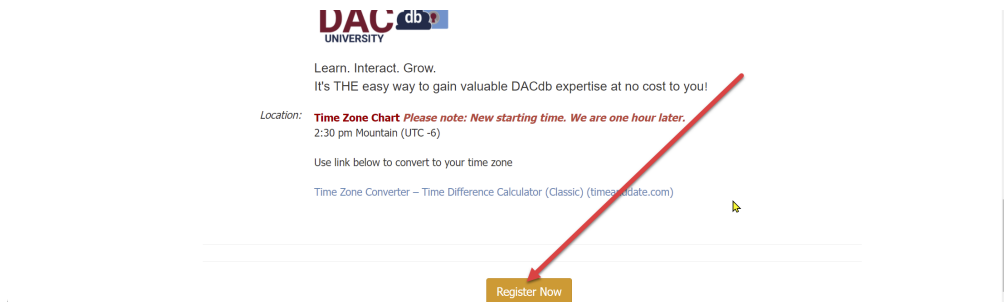 DAC db
UNIVERSITY
Learn. Interact. Grow.
It's THE easy way to gain valuable DACdb expertise at no cost to you!
Location: Time Zone Chart Please note: New starting time. We are one hour later.
2:30 pm Mountain (UTC -6)
Use link below to convert to your time zone
Time Zone Converter – Time Difference Calculator (Classic) (timeanddate.com)
Register Now